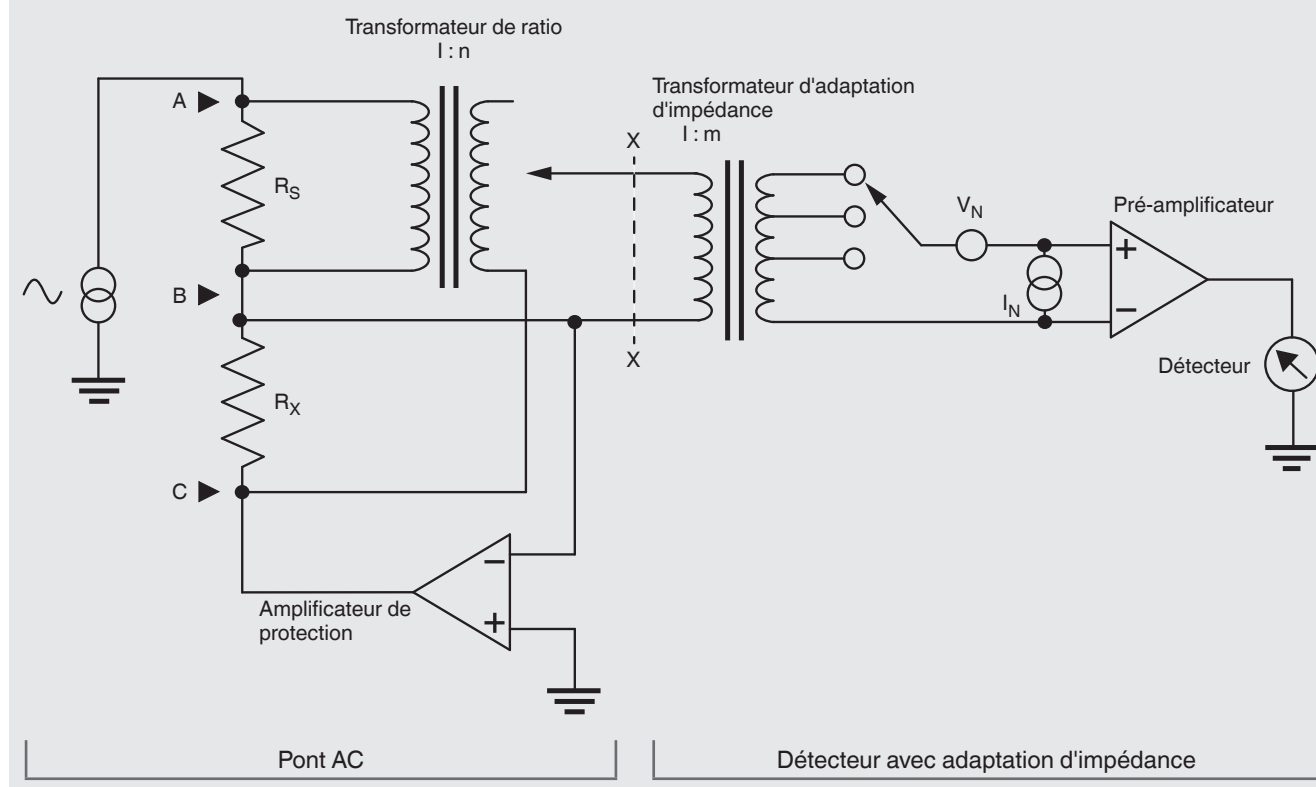 Transformateur de ratio
I : n
Transformateur d'adaptation
d'impédance
I : m
A
X
R_S
V_N
Pré-amplificateur
+
B
I_N
−
X
Détecteur
R_X
C
−
Amplificateur de
protection
+
Pont AC
Détecteur avec adaptation d'impédance